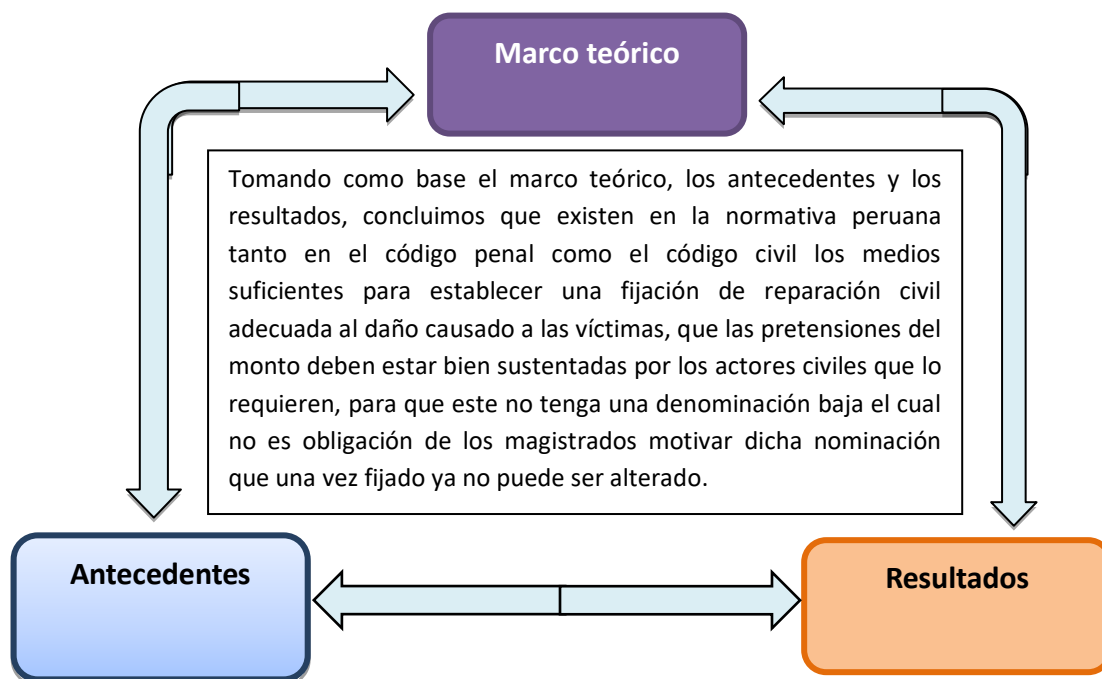 Marco teórico
Tomando como base el marco teórico, los antecedentes y los
resultados, concluimos que existen en la normativa peruana
tanto en el código penal como el código civil los medios
suficientes para establecer una fijación de reparación civil
adecuada al daño causado a las víctimas, que las pretensiones del
monto deben estar bien sustentadas por los actores civiles que lo
requieren, para que este no tenga una denominación baja el cual
no es obligación de los magistrados motivar dicha nominación
que una vez fijado ya no puede ser alterado.
Antecedentes
Resultados